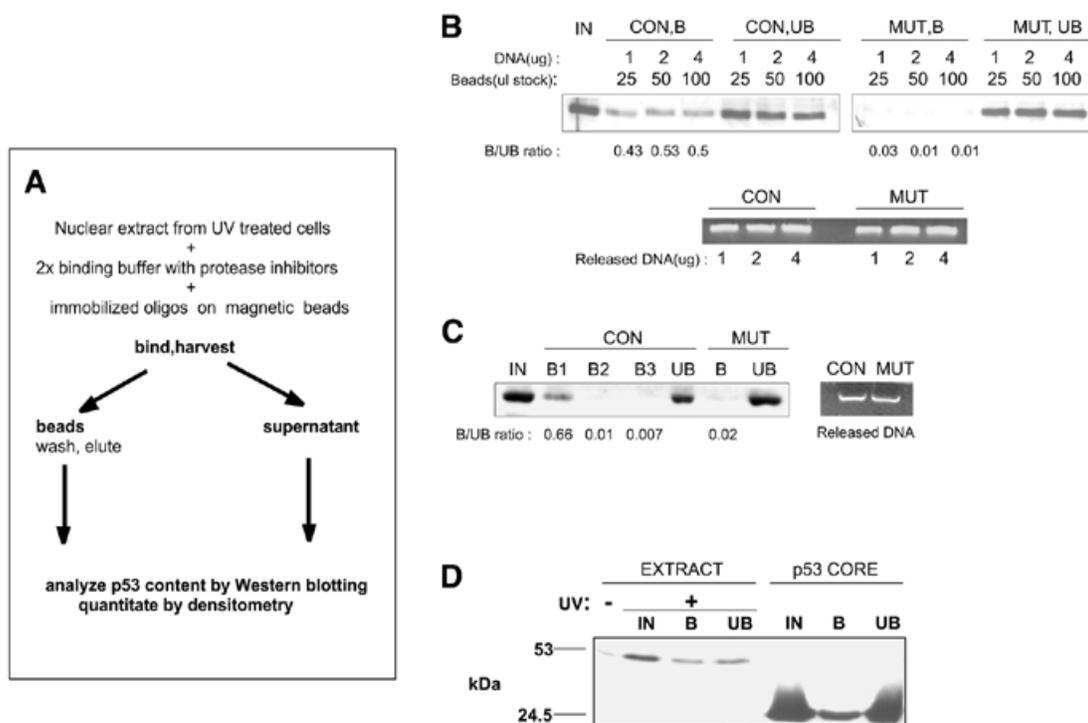 A
Nuclear extract from UV treated cells
+
2x binding buffer with protease inhibitors
+
immobilized oligos on magnetic beads
bind,harvest
beads
wash, elute
supernatant
analyze p53 content by Western blotting
quantitate by densitometry
B
IN CON,B CON,UB MUT,B MUT, UB
DNA(ug) : 1 2 4 1 2 4 1 2 4 1 2 4
Beads(ul stock): 25 50 100 25 50 100 25 50 100 25 50 100
B/UB ratio : 0.43 0.53 0.5 0.03 0.01 0.01
CON MUT
Released DNA(ug) : 1 2 4 1 2 4
C
CON MUT
IN B1 B2 B3 UB B UB
B/UB ratio : 0.66 0.01 0.007 0.02
CON MUT
Released DNA
D
EXTRACT p53 CORE
UV: - +
IN B UB IN B UB
53
kDa
24.5